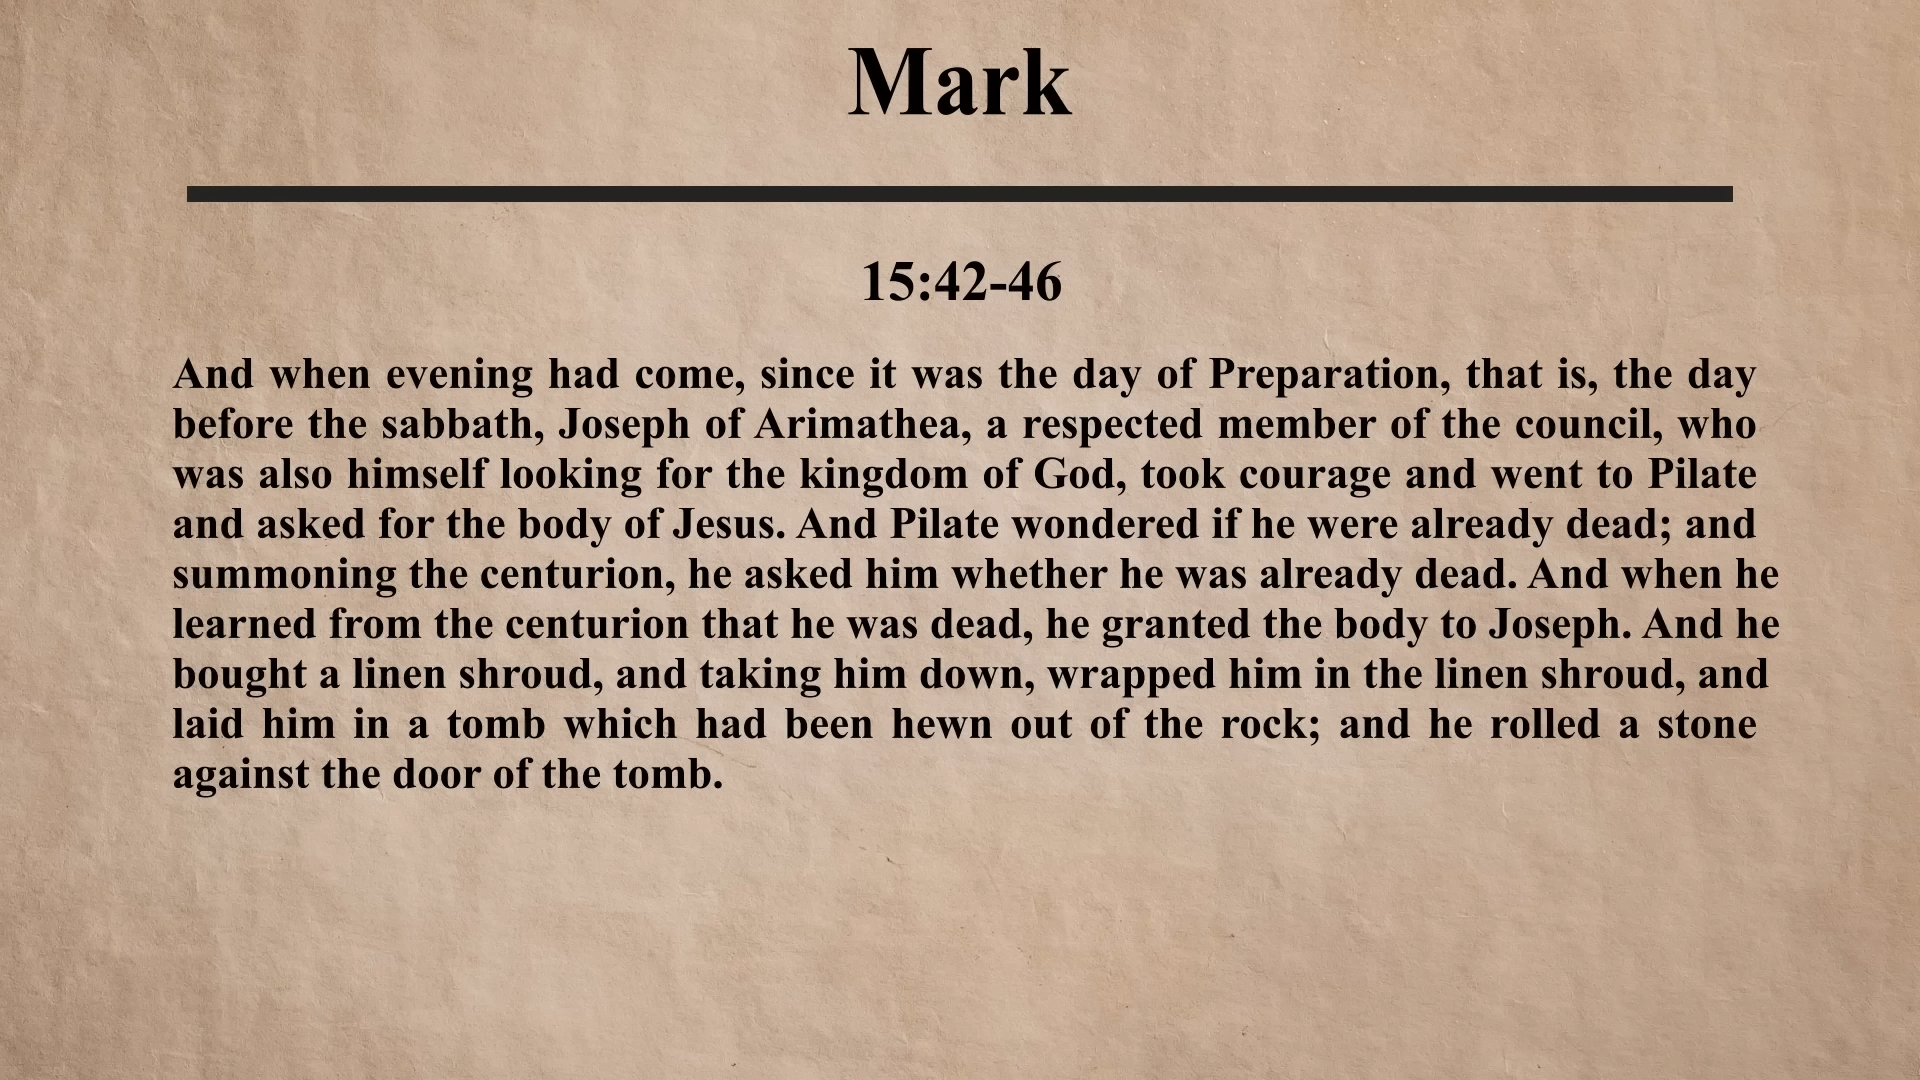 Mark
15:42-46
And when evening had come, since it was the day of Preparation, that is, the day
before the sabbath, Joseph of Arimathea, a respected member of the council, who
was also himself looking for the kingdom of God, took courage and went to Pilate
and asked for the body of Jesus. And Pilate wondered if he were already dead; and
summoning the centurion, he asked him whether he was already dead. And when he
learned from the centurion that he was dead, he granted the body to Joseph. And he
bought a linen shroud, and taking him down, wrapped him in the linen shroud, and
laid him in a tomb which had been hewn out of the rock; and he rolled a stone
against the door of the tomb.